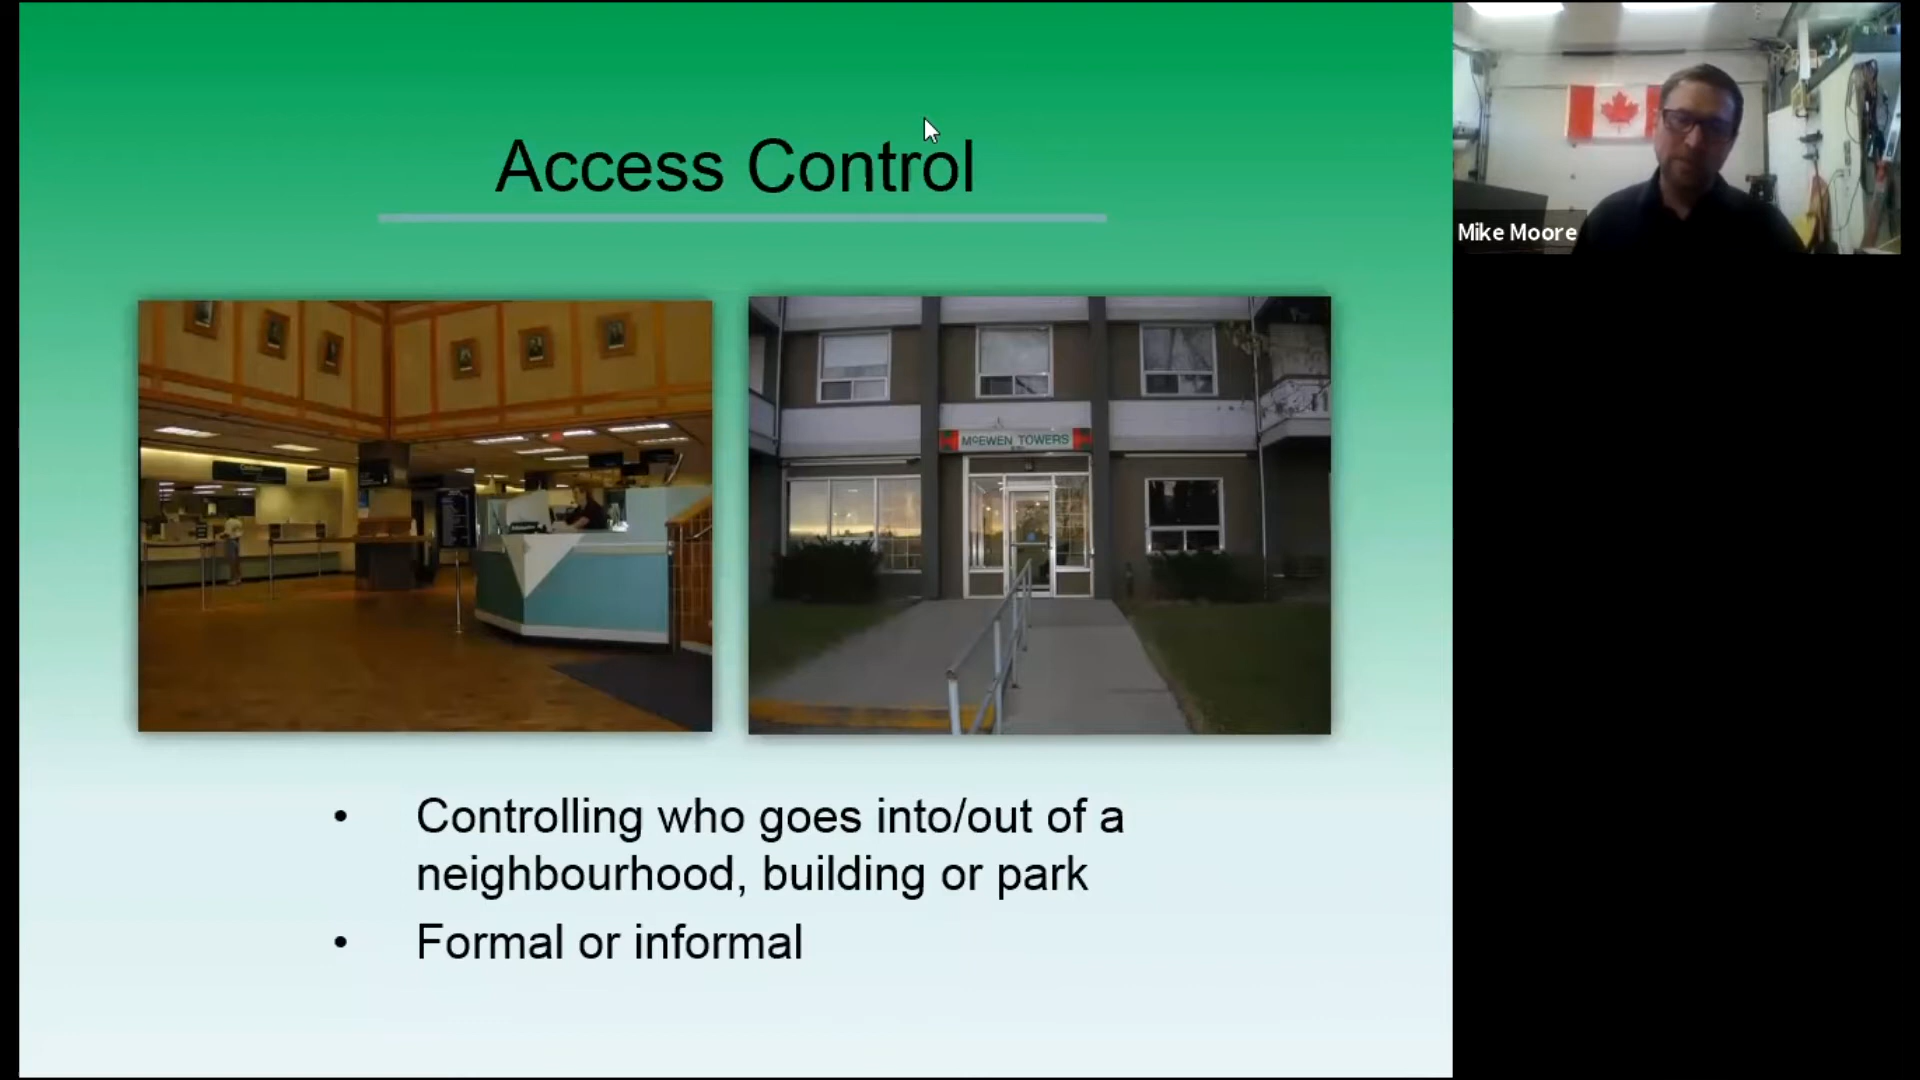 Access Control
Mike Moore
McEWEN TOWERS
• Controlling who goes into/out of a
neighbourhood, building or park
• Formal or informal